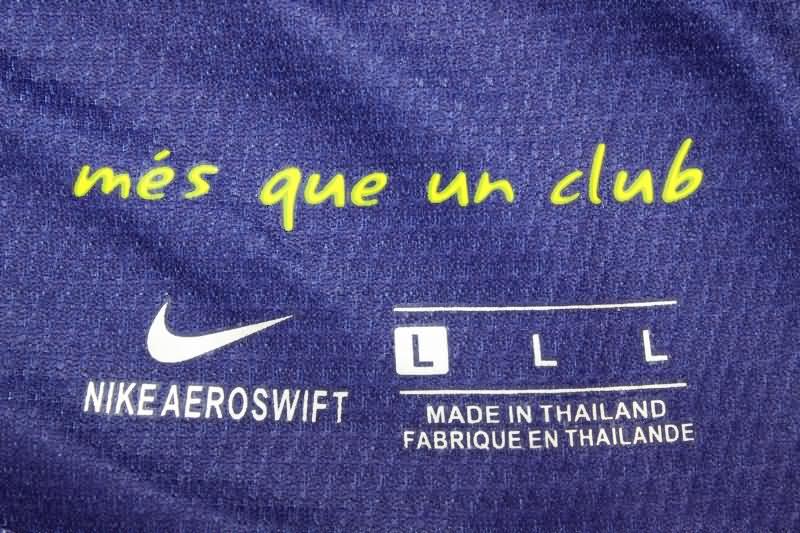 més que un club
NIKE AEROSWIFT
L L L
MADE IN THAILAND
FABRIQUE EN THAILANDE